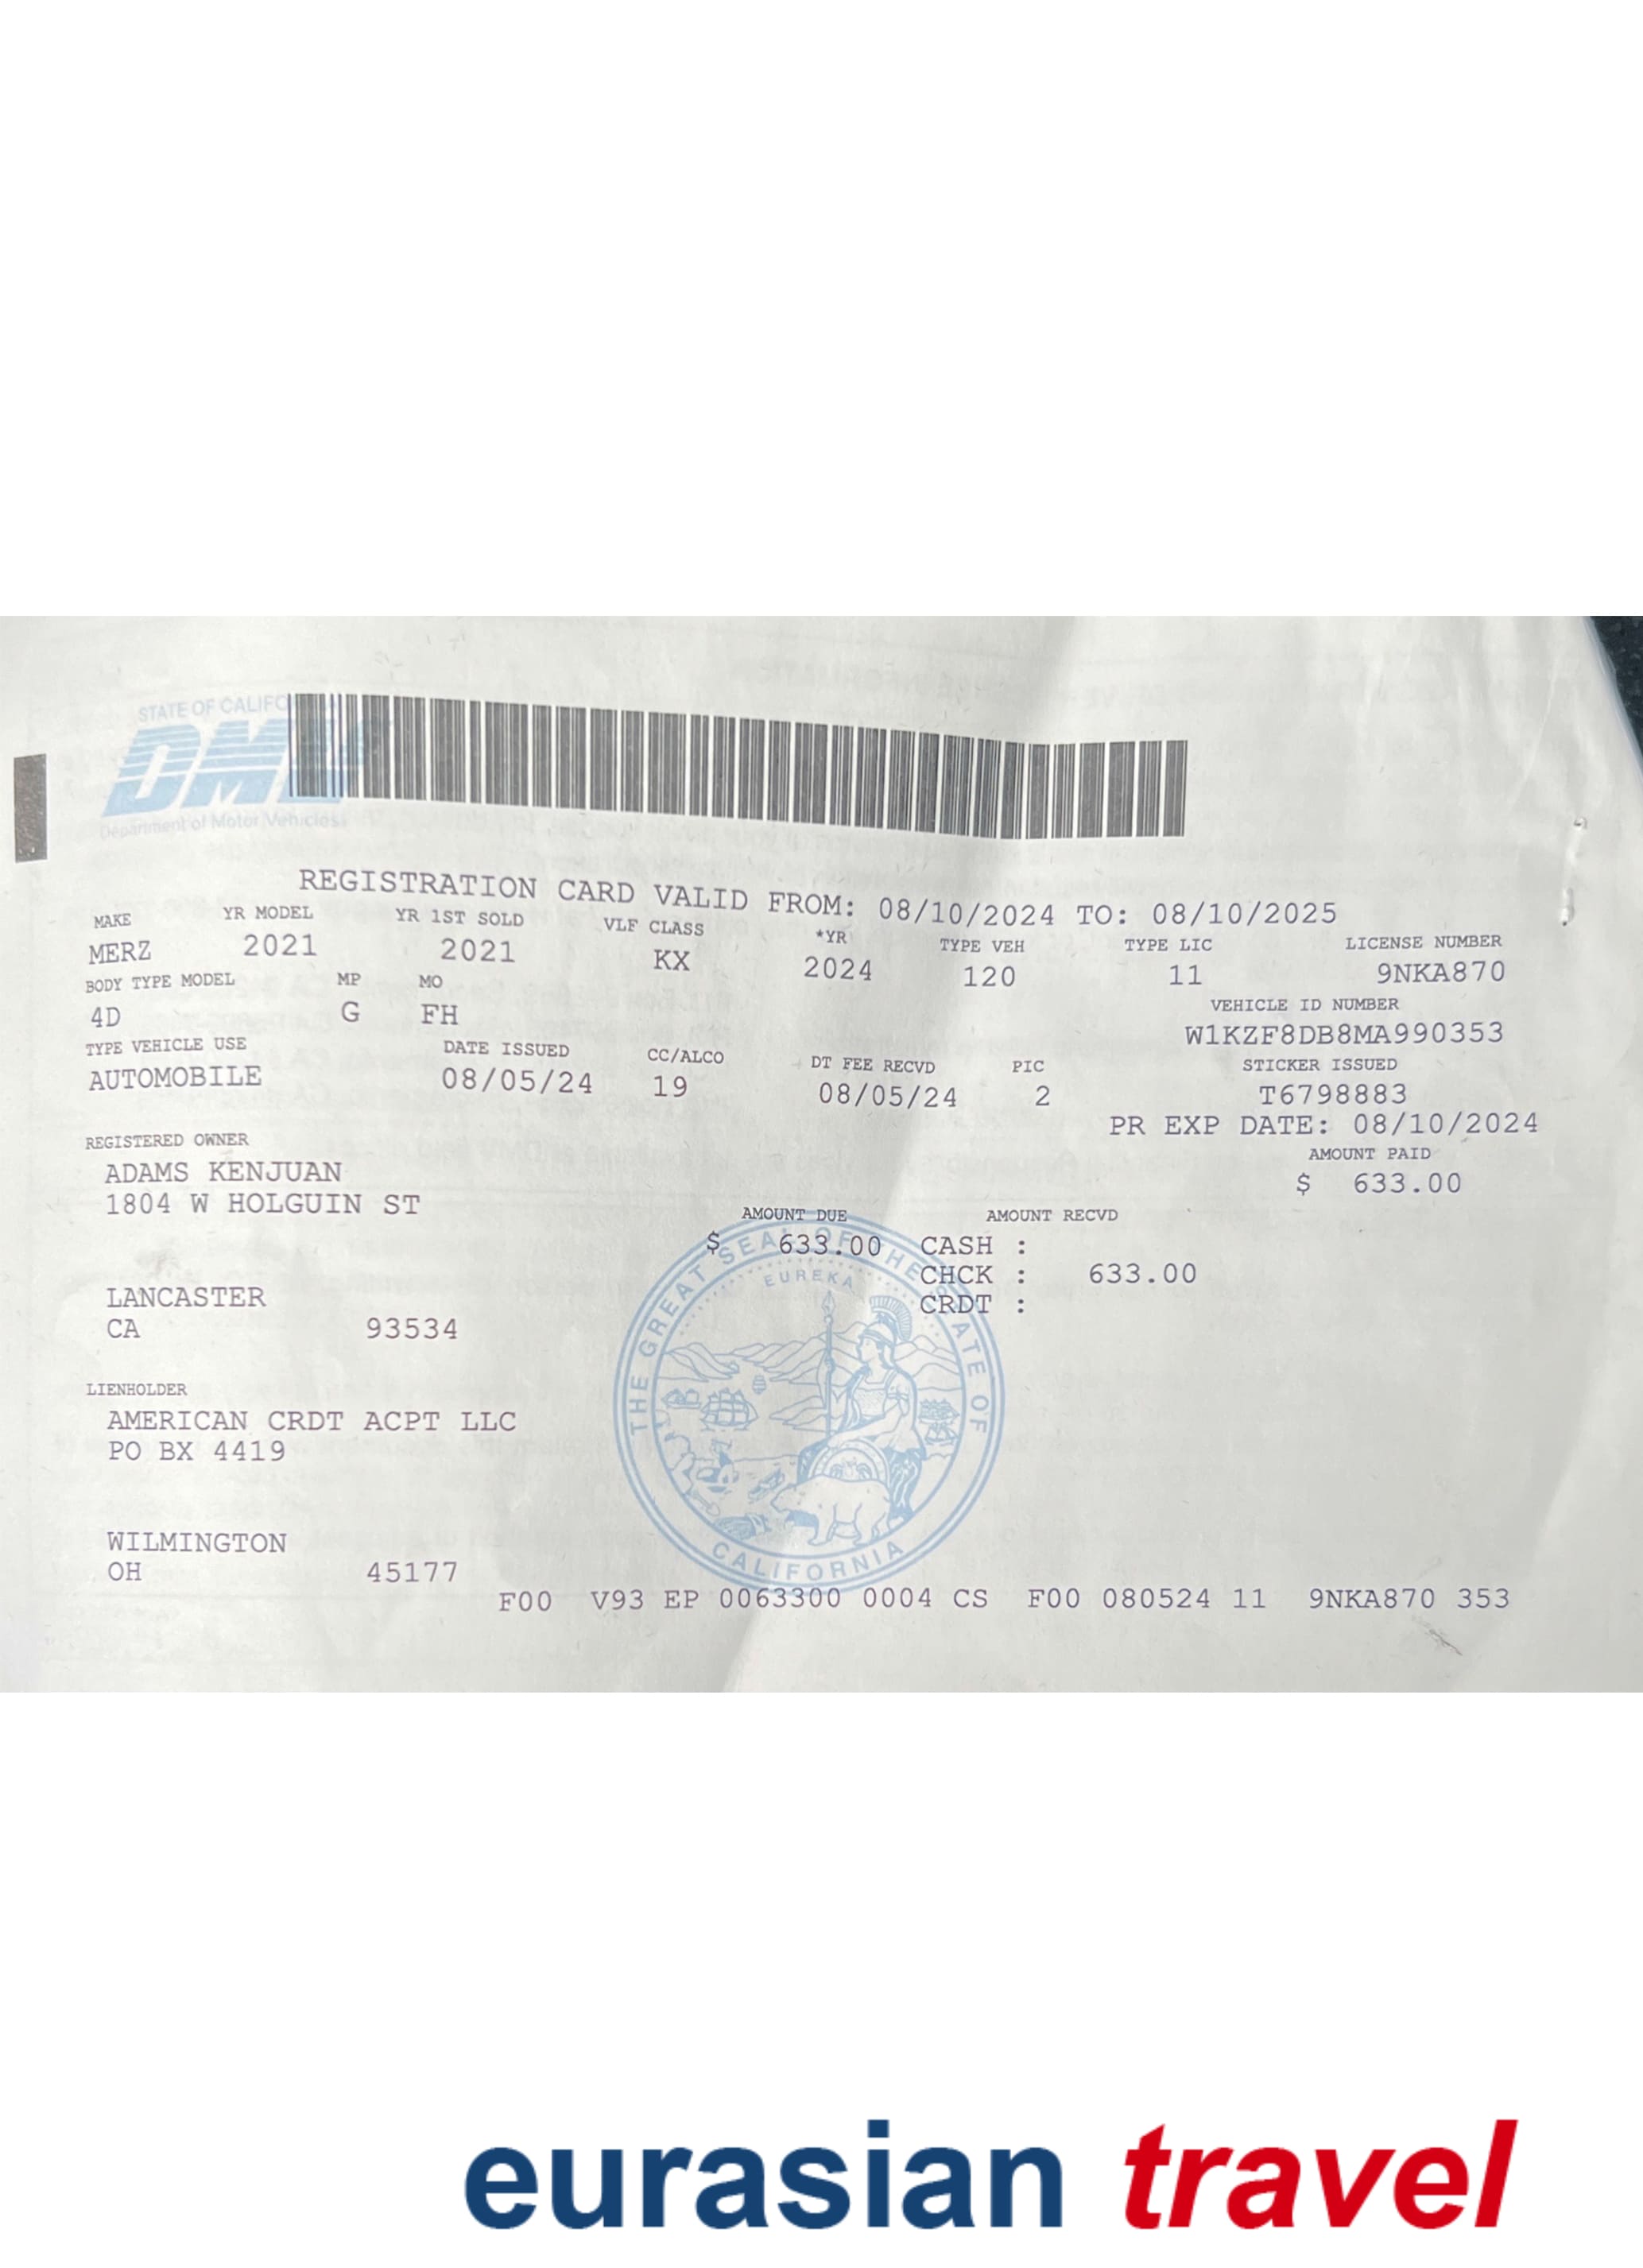 STATE OF CALIFO
DMV
Department of Motor Vehicles
REGISTRATION CARD VALID FROM: 08/10/2024 TO: 08/10/2025
MAKE YR MODEL YR 1ST SOLD VLF CLASS *YR TYPE VEH TYPE LIC LICENSE NUMBER
MERZ 2021 2021 KX 2024 120 11 9NKA870
BODY TYPE MODEL MP MO VEHICLE ID NUMBER
4D G FH W1KZF8DB8MA990353
TYPE VEHICLE USE DATE ISSUED CC/ALCO DT FEE RECVD PIC STICKER ISSUED
AUTOMOBILE 08/05/24 19 08/05/24 2 T6798883
PR EXP DATE: 08/10/2024
REGISTERED OWNER AMOUNT PAID
ADAMS KENJUAN $ 633.00
1804 W HOLGUIN ST
AMOUNT DUE AMOUNT RECVD
$ 633.00 CASH :
CHCK : 633.00
CRDT :
LANCASTER
CA 93534
LIENHOLDER
AMERICAN CRDT ACPT LLC
PO BX 4419
WILMINGTON
OH 45177
THE GREAT SEAL OF THE STATE OF CALIFORNIA
EUREKA
F00 V93 EP 0063300 0004 CS F00 080524 11 9NKA870 353
eurasian travel